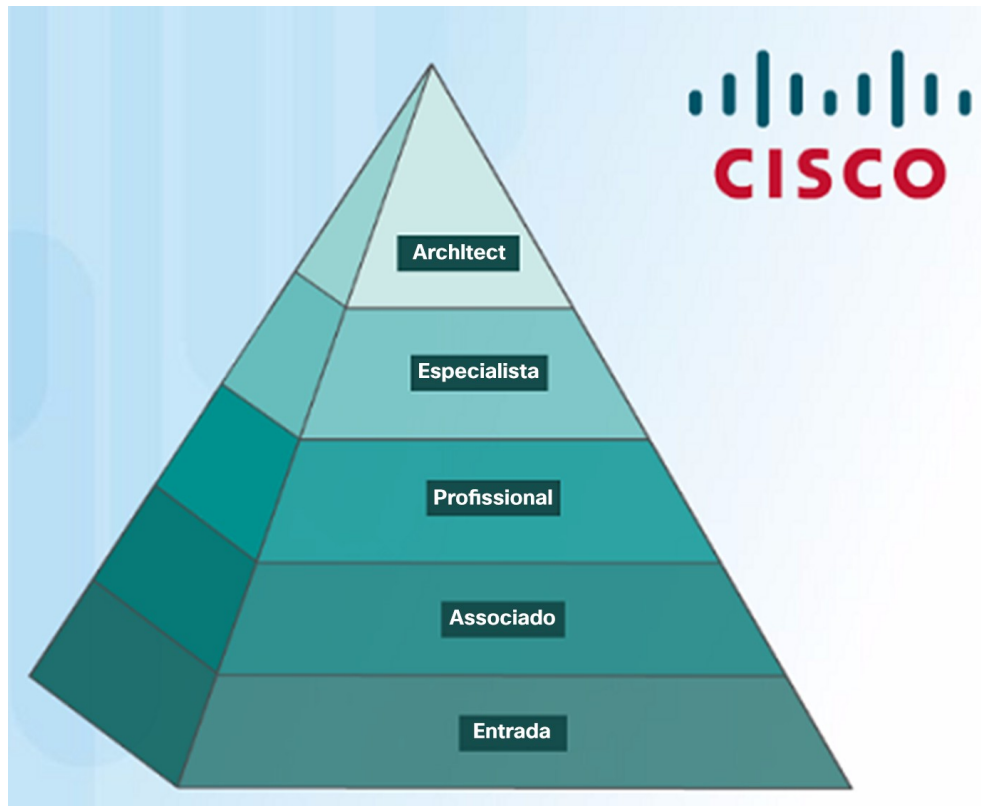 CISCO
ArchItect
Especialista
Profissional
Associado
Entrada